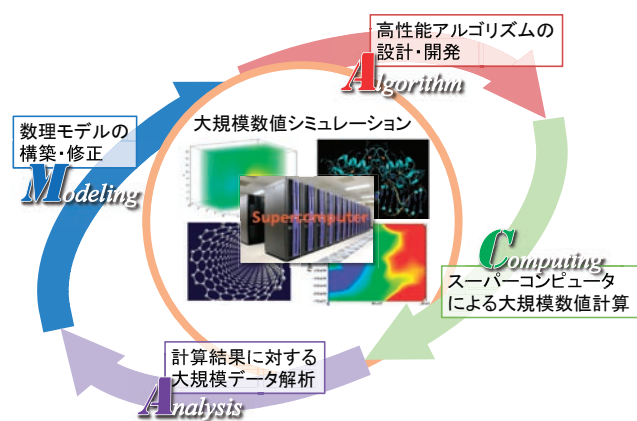 高性能アルゴリズムの
設計・開発
Algorithm
数理モデルの
構築・修正
Modeling
大規模数値シミュレーション
Supercomputer
Computing
スーパーコンピュータ
による大規模数値計算
計算結果に対する
大規模データ解析
Analysis